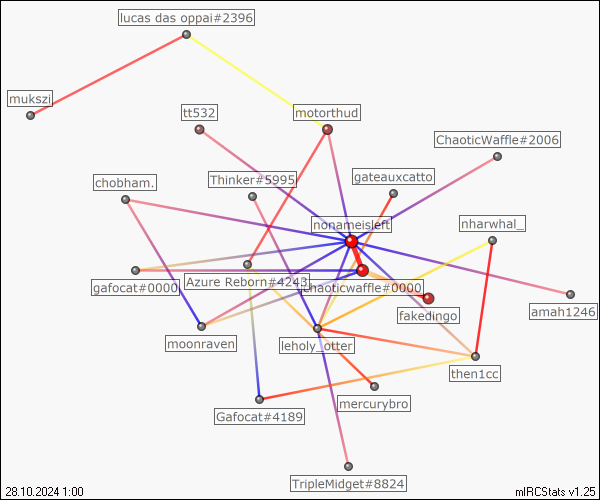 lucas das oppai#2396
mukszi
tt532
motorthud
ChaoticWaffle#2006
chobham.
Thinker#5995
gateauxcatto
nonameisleft
nharwhal_
gafocat#0000
Azure Reborn#4243
Chaoticwaffle#0000
fakedingo
amah1246
moonraven
leholy_otter
then1cc
mercurybro
Gafocat#4189
TripleMidget#8824
28.10.2024 1:00
mIRCStats v1.25